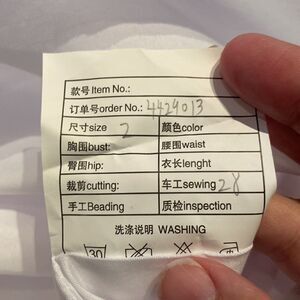 款号Item No.:
订单号order No.: 4429013
尺寸size 2 颜色color
胸围bust: 腰围waist
臀围hip: 衣长lenght
裁剪cutting: 车工sewing 28
手工Beading 质检inspection
洗涤说明 WASHING
30